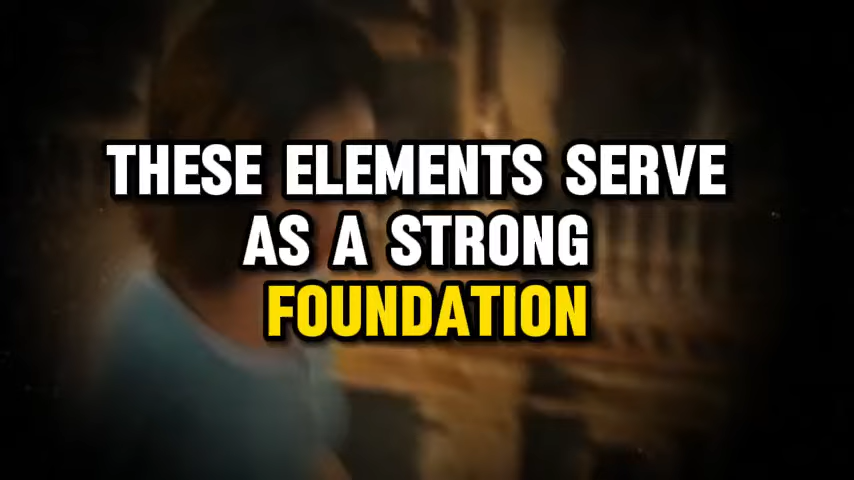 THESE ELEMENTS SERVE
AS A STRONG
FOUNDATION